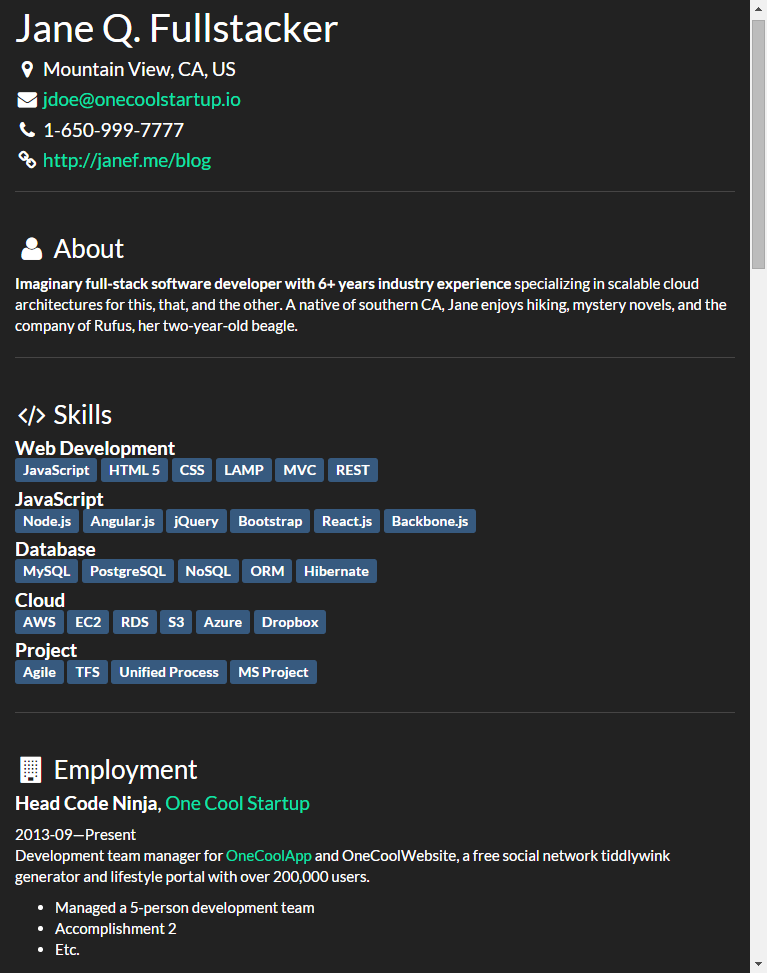 Jane Q. Fullstacker
Mountain View, CA, US
jdoe@onecoolstartup.io
1-650-999-7777
http://janef.me/blog
About
Imaginary full-stack software developer with 6+ years industry experience specializing in scalable cloud
architectures for this, that, and the other. A native of southern CA, Jane enjoys hiking, mystery novels, and the
company of Rufus, her two-year-old beagle.
Skills
Web Development
JavaScript HTML 5 CSS LAMP MVC REST
JavaScript
Node.js Angular.js jQuery Bootstrap React.js Backbone.js
Database
MySQL PostgreSQL NoSQL ORM Hibernate
Cloud
AWS EC2 RDS S3 Azure Dropbox
Project
Agile TFS Unified Process MS Project
Employment
Head Code Ninja, One Cool Startup
2013-09—Present
Development team manager for OneCoolApp and OneCoolWebsite, a free social network tiddlywink
generator and lifestyle portal with over 200,000 users.
• Managed a 5-person development team
• Accomplishment 2
• Etc.